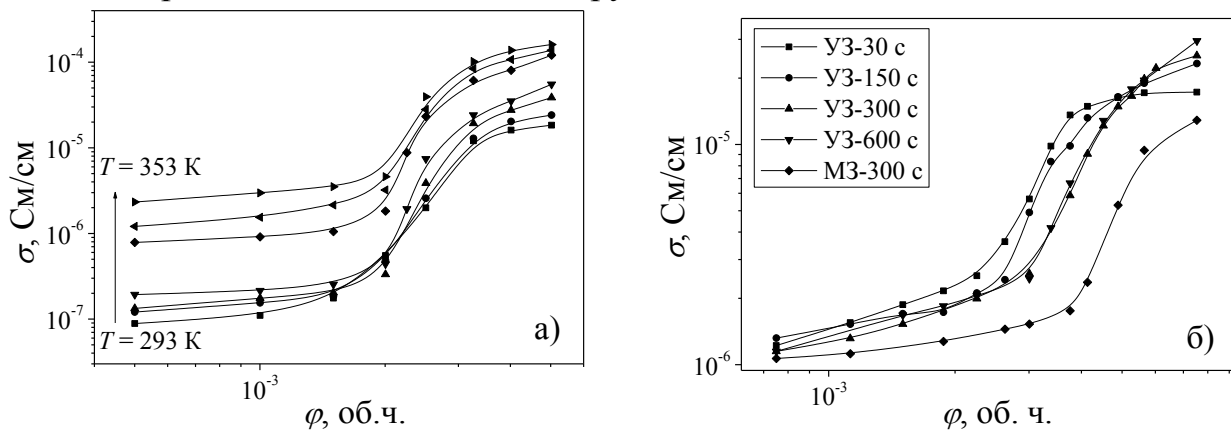 10⁻⁴
10⁻⁵
10⁻⁶
10⁻⁷
σ, См/см
T = 353 К
T = 293 К
а)
10⁻³
φ, об.ч.
УЗ-30 с
УЗ-150 с
УЗ-300 с
УЗ-600 с
МЗ-300 с
10⁻⁵
10⁻⁶
σ, См/см
б)
10⁻³
φ, об.ч.